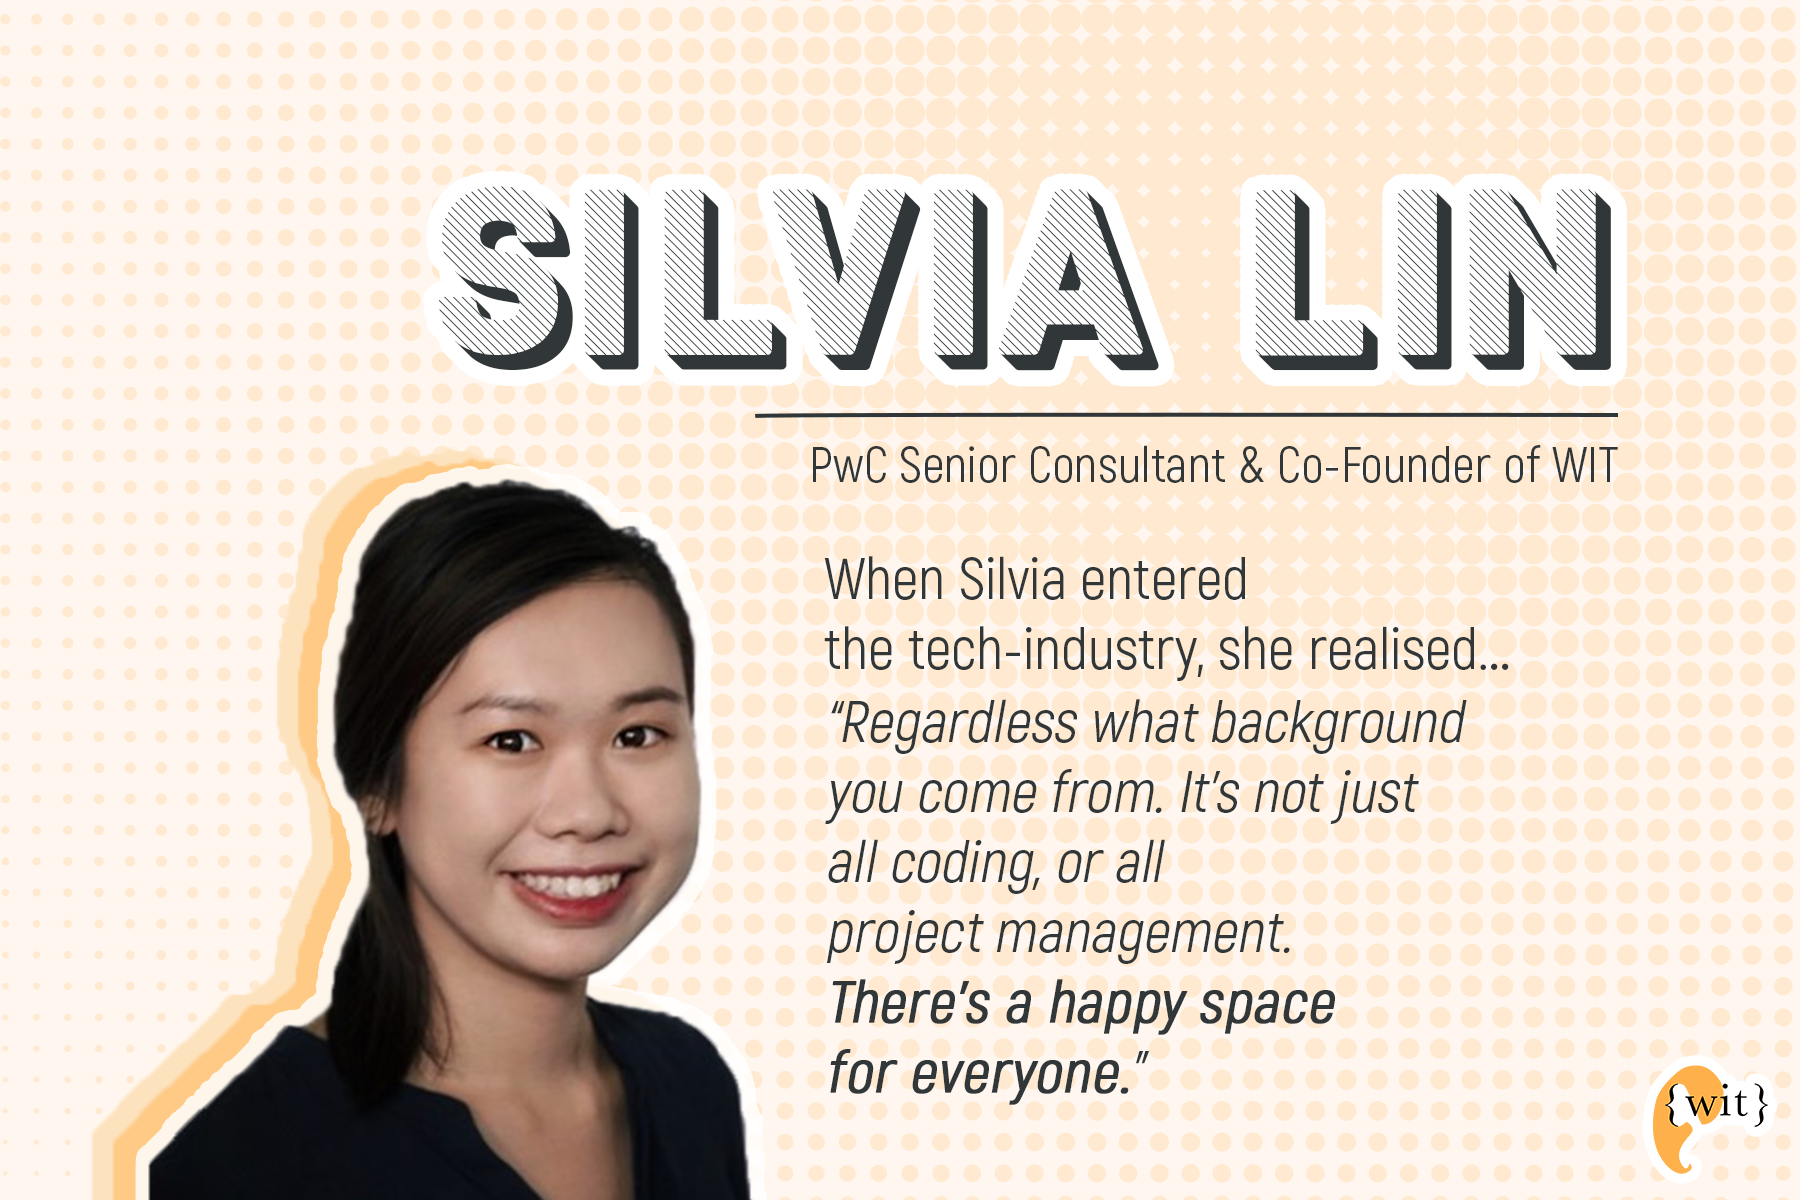 SILVIA LIN
PwC Senior Consultant & Co-Founder of WIT
When Silvia entered
the tech-industry, she realised...
“Regardless what background
you come from. It’s not just
all coding, or all
project management.
There’s a happy space
for everyone.”
{wit}